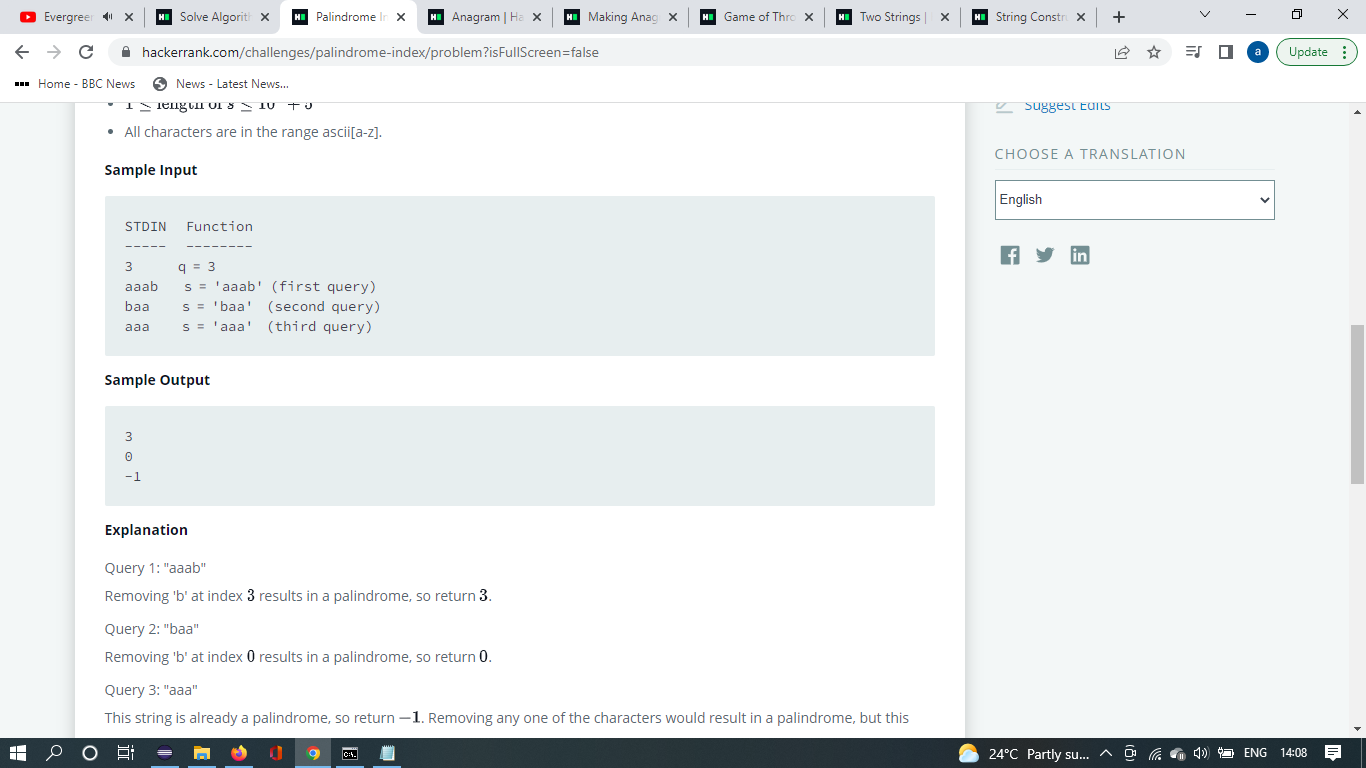 Evergreen
Solve Algorith
Palindrome In
Anagram | Ha
Making Anag
Game of Thro
Two Strings |
String Constr
hackerrank.com/challenges/palindrome-index/problem?isFullScreen=false
a
Update
Home - BBC News
News - Latest News...
1 ≤ length of s ≤ 10 + 5
Suggest Edits
All characters are in the range ascii[a-z].
CHOOSE A TRANSLATION
English
Sample Input
STDIN Function
----- --------
3 q = 3
aaab s = 'aaab' (first query)
baa s = 'baa' (second query)
aaa s = 'aaa' (third query)
Sample Output
3
0
-1
Explanation
Query 1: "aaab"
Removing 'b' at index 3 results in a palindrome, so return 3.
Query 2: "baa"
Removing 'b' at index 0 results in a palindrome, so return 0.
Query 3: "aaa"
This string is already a palindrome, so return −1. Removing any one of the characters would result in a palindrome, but this
24°C Partly su... ENG 14:08